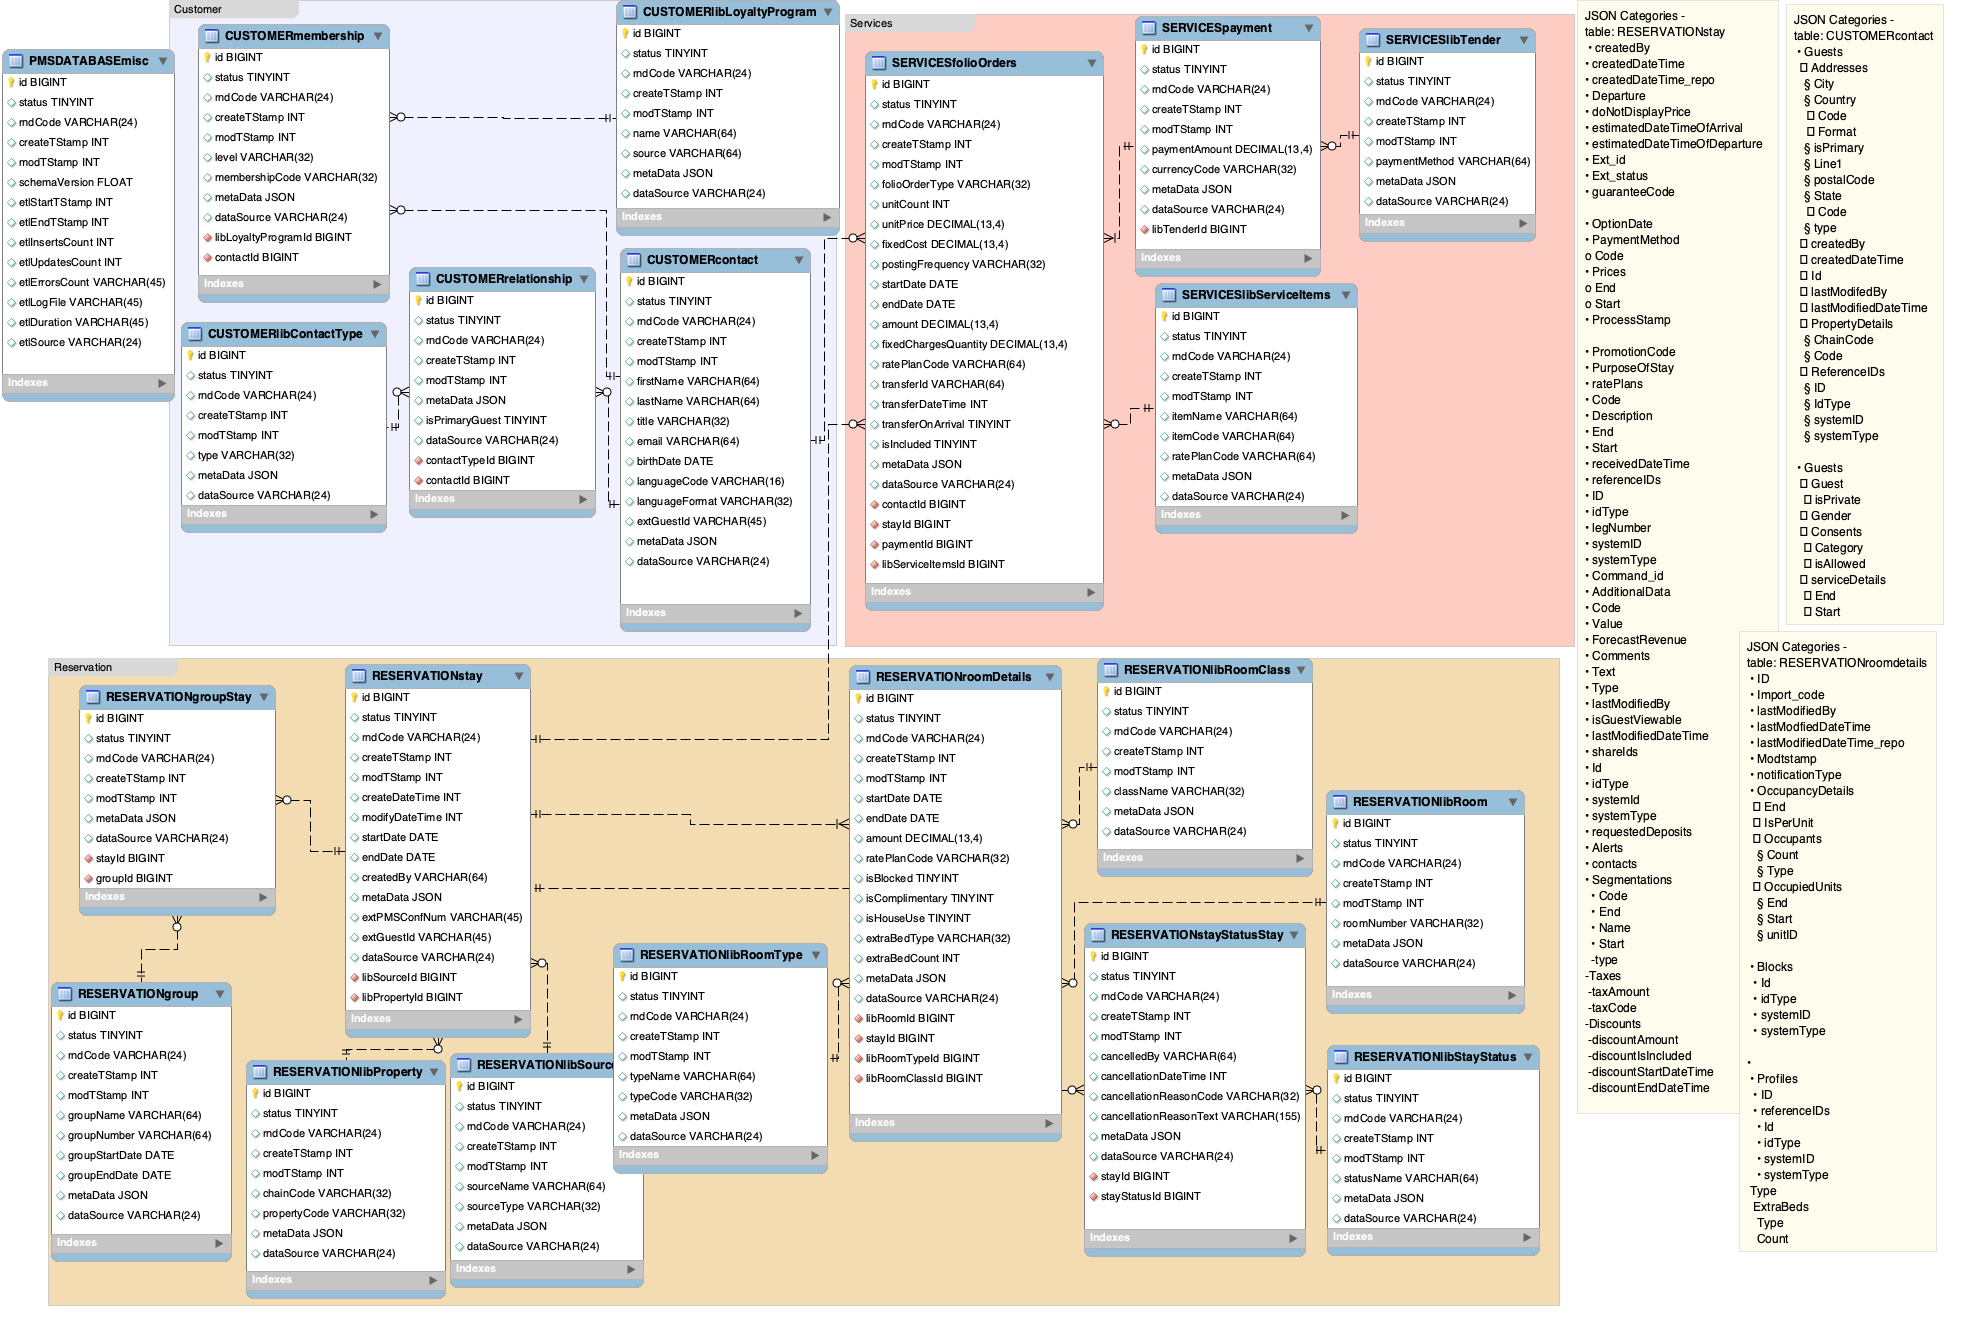 PMSDATABASEmisc
id BIGINT
status TINYINT
rndCode VARCHAR(24)
createTStamp INT
modTStamp INT
schemaVersion FLOAT
etlStartTStamp INT
etlEndTStamp INT
etlInsertsCount INT
etlUpdatesCount INT
etlErrorsCount VARCHAR(45)
etlLogFile VARCHAR(45)
etlDuration VARCHAR(45)
etlSource VARCHAR(24)
Indexes
Customer
CUSTOMERmembership
id BIGINT
status TINYINT
rndCode VARCHAR(24)
createTStamp INT
modTStamp INT
level VARCHAR(32)
membershipCode VARCHAR(32)
metaData JSON
dataSource VARCHAR(24)
libLoyaltyProgramId BIGINT
contactId BIGINT
Indexes
CUSTOMERlibLoyaltyProgram
id BIGINT
status TINYINT
rndCode VARCHAR(24)
createTStamp INT
modTStamp INT
name VARCHAR(64)
source VARCHAR(64)
metaData JSON
dataSource VARCHAR(24)
Indexes
CUSTOMERlibContactType
id BIGINT
status TINYINT
rndCode VARCHAR(24)
createTStamp INT
modTStamp INT
type VARCHAR(32)
metaData JSON
dataSource VARCHAR(24)
Indexes
CUSTOMERrelationship
id BIGINT
status TINYINT
rndCode VARCHAR(24)
createTStamp INT
modTStamp INT
metaData JSON
isPrimaryGuest TINYINT
dataSource VARCHAR(24)
contactTypeId BIGINT
contactId BIGINT
Indexes
CUSTOMERcontact
id BIGINT
status TINYINT
rndCode VARCHAR(24)
createTStamp INT
modTStamp INT
firstName VARCHAR(64)
lastName VARCHAR(64)
title VARCHAR(32)
email VARCHAR(64)
birthDate DATE
languageCode VARCHAR(16)
languageFormat VARCHAR(32)
extGuestId VARCHAR(45)
metaData JSON
dataSource VARCHAR(24)
Indexes
Services
SERVICESfolioOrders
id BIGINT
status TINYINT
rndCode VARCHAR(24)
createTStamp INT
modTStamp INT
folioOrderType VARCHAR(32)
unitCount INT
unitPrice DECIMAL(13,4)
fixedCost DECIMAL(13,4)
postingFrequency VARCHAR(32)
startDate DATE
endDate DATE
amount DECIMAL(13,4)
fixedChargesQuantity DECIMAL(13,4)
ratePlanCode VARCHAR(64)
transferId VARCHAR(64)
transferDateTime INT
transferOnArrival TINYINT
isIncluded TINYINT
metaData JSON
dataSource VARCHAR(24)
contactId BIGINT
stayId BIGINT
paymentId BIGINT
libServiceItemsId BIGINT
Indexes
SERVICESpayment
id BIGINT
status TINYINT
rndCode VARCHAR(24)
createTStamp INT
modTStamp INT
paymentAmount DECIMAL(13,4)
currencyCode VARCHAR(32)
metaData JSON
dataSource VARCHAR(24)
libTenderId BIGINT
Indexes
SERVICESlibTender
id BIGINT
status TINYINT
rndCode VARCHAR(24)
createTStamp INT
modTStamp INT
paymentMethod VARCHAR(64)
metaData JSON
dataSource VARCHAR(24)
Indexes
SERVICESlibServiceItems
id BIGINT
status TINYINT
rndCode VARCHAR(24)
createTStamp INT
modTStamp INT
itemName VARCHAR(64)
itemCode VARCHAR(64)
ratePlanCode VARCHAR(64)
metaData JSON
dataSource VARCHAR(24)
Indexes
Reservation
RESERVATIONgroupStay
id BIGINT
status TINYINT
rndCode VARCHAR(24)
createTStamp INT
modTStamp INT
metaData JSON
dataSource VARCHAR(24)
stayId BIGINT
groupId BIGINT
Indexes
RESERVATIONgroup
id BIGINT
status TINYINT
rndCode VARCHAR(24)
createTStamp INT
modTStamp INT
groupName VARCHAR(64)
groupNumber VARCHAR(64)
groupStartDate DATE
groupEndDate DATE
metaData JSON
dataSource VARCHAR(24)
Indexes
RESERVATIONstay
id BIGINT
status TINYINT
rndCode VARCHAR(24)
createTStamp INT
modTStamp INT
createDateTime INT
modifyDateTime INT
startDate DATE
endDate DATE
createdBy VARCHAR(64)
metaData JSON
extPMSConfNum VARCHAR(45)
extGuestId VARCHAR(45)
dataSource VARCHAR(24)
libSourceId BIGINT
libPropertyId BIGINT
Indexes
RESERVATIONlibProperty
id BIGINT
status TINYINT
rndCode VARCHAR(24)
createTStamp INT
modTStamp INT
chainCode VARCHAR(32)
propertyCode VARCHAR(32)
metaData JSON
dataSource VARCHAR(24)
Indexes
RESERVATIONlibSource
id BIGINT
status TINYINT
rndCode VARCHAR(24)
createTStamp INT
modTStamp INT
sourceName VARCHAR(64)
sourceType VARCHAR(32)
metaData JSON
dataSource VARCHAR(24)
Indexes
RESERVATIONlibRoomType
id BIGINT
status TINYINT
rndCode VARCHAR(24)
createTStamp INT
modTStamp INT
typeName VARCHAR(64)
typeCode VARCHAR(32)
metaData JSON
dataSource VARCHAR(24)
Indexes
RESERVATIONroomDetails
id BIGINT
status TINYINT
rndCode VARCHAR(24)
createTStamp INT
modTStamp INT
startDate DATE
endDate DATE
amount DECIMAL(13,4)
ratePlanCode VARCHAR(32)
isBlocked TINYINT
isComplimentary TINYINT
isHouseUse TINYINT
extraBedType VARCHAR(32)
extraBedCount INT
metaData JSON
dataSource VARCHAR(24)
libRoomId BIGINT
stayId BIGINT
libRoomTypeId BIGINT
libRoomClassId BIGINT
Indexes
RESERVATIONlibRoomClass
id BIGINT
status TINYINT
rndCode VARCHAR(24)
createTStamp INT
modTStamp INT
className VARCHAR(32)
metaData JSON
dataSource VARCHAR(24)
Indexes
RESERVATIONlibRoom
id BIGINT
status TINYINT
rndCode VARCHAR(24)
createTStamp INT
modTStamp INT
roomNumber VARCHAR(32)
metaData JSON
dataSource VARCHAR(24)
Indexes
RESERVATIONstayStatusStay
id BIGINT
status TINYINT
rndCode VARCHAR(24)
createTStamp INT
modTStamp INT
cancelledBy VARCHAR(64)
cancellationDateTime INT
cancellationReasonCode VARCHAR(32)
cancellationReasonText VARCHAR(155)
metaData JSON
dataSource VARCHAR(24)
stayId BIGINT
stayStatusId BIGINT
Indexes
RESERVATIONlibStayStatus
id BIGINT
status TINYINT
rndCode VARCHAR(24)
createTStamp INT
modTStamp INT
statusName VARCHAR(64)
metaData JSON
dataSource VARCHAR(24)
Indexes
JSON Categories -
table: RESERVATIONstay
• createdBy
• createdDateTime
• createdDateTime_repo
• Departure
• doNotDisplayPrice
• estimatedDateTimeOfArrival
• estimatedDateTimeOfDeparture
• Ext_id
• Ext_status
• guaranteeCode
• OptionDate
• PaymentMethod
o Code
• Prices
o End
o Start
• ProcessStamp
• PromotionCode
• PurposeOfStay
• ratePlans
• Code
• Description
• End
• Start
• receivedDateTime
• referenceIDs
• ID
• idType
• legNumber
• systemID
• systemType
• Command_id
• AdditionalData
• Code
• Value
• ForecastRevenue
• Comments
• Text
• Type
• lastModifiedBy
• isGuestViewable
• lastModifiedDateTime
• shareIds
• Id
• idType
• systemId
• systemType
• requestedDeposits
• Alerts
• contacts
• Segmentations
• Code
• End
• Name
• Start
-type
-Taxes
-taxAmount
-taxCode
-Discounts
-discountAmount
-discountIsIncluded
-discountStartDateTime
-discountEndDateTime
JSON Categories -
table: CUSTOMERcontact
• Guests
□ Addresses
§ City
§ Country
□ Code
□ Format
§ isPrimary
§ Line1
§ postalCode
§ State
□ Code
§ type
□ createdBy
□ createdDateTime
□ Id
□ lastModifedBy
□ lastModifiedDateTime
□ PropertyDetails
§ ChainCode
§ Code
□ ReferenceIDs
§ ID
§ IdType
§ systemID
§ systemType
• Guests
□ Guest
□ isPrivate
□ Gender
□ Consents
□ Category
□ isAllowed
□ serviceDetails
□ End
□ Start
JSON Categories -
table: RESERVATIONroomdetails
• ID
• Import_code
• lastModifiedBy
• lastModfiedDateTime
• lastModifiedDateTime_repo
• Modtstamp
• notificationType
• OccupancyDetails
□ End
□ IsPerUnit
□ Occupants
§ Count
§ Type
□ OccupiedUnits
§ End
§ Start
§ unitID
• Blocks
• Id
• idType
• systemID
• systemType
•
• Profiles
• ID
• referenceIDs
• Id
• idType
• systemID
• systemType
Type
ExtraBeds
Type
Count